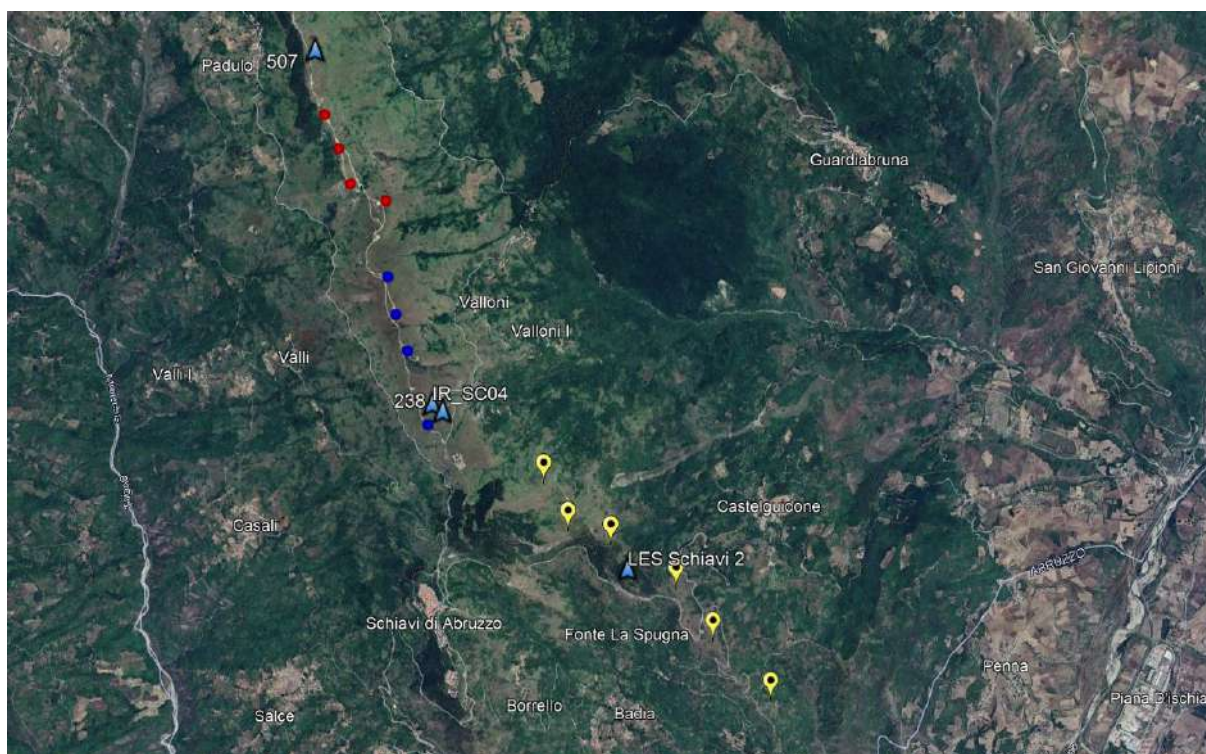 Padulo
507
Guardiabruna
San Giovanni Lipioni
Valloni
Valloni I
Valli
Valli I
238
IR_SC04
Castelguidone
Casali
LES Schiavi 2
ABRUZZO
Schiavi di Abruzzo
Fonte La Spugna
Penna
Piana D'ischia
Borrello
Badia
Salce